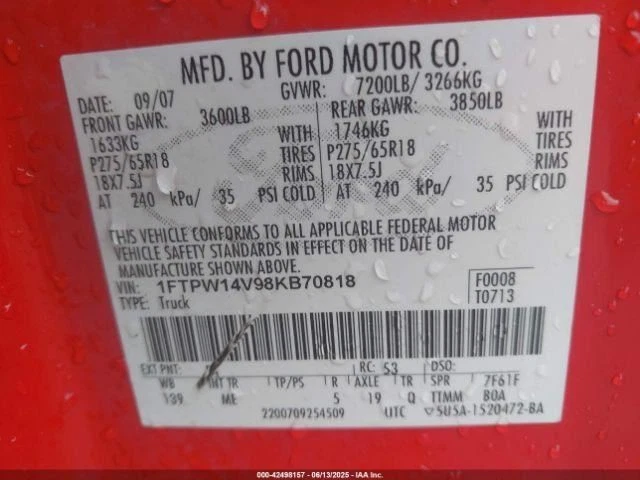 MFD. BY FORD MOTOR CO.
DATE: 09/07 GVWR: 7200LB/ 3266KG
FRONT GAWR: 3600LB REAR GAWR: 3850LB
1633KG WITH 1746KG WITH
P275/65R18 TIRES P275/65R18 TIRES
18X7.5J RIMS 18X7.5J RIMS
AT 240 kPa/ 35 PSI COLD AT 240 kPa/ 35 PSI COLD
THIS VEHICLE CONFORMS TO ALL APPLICABLE FEDERAL MOTOR
VEHICLE SAFETY STANDARDS IN EFFECT ON THE DATE OF
MANUFACTURE SHOWN ABOVE.
VIN: 1FTPW14V98KB70818 F0008
TYPE: Truck T0713
EXT PNT: RC: 53 DSO:
WB INT TR TP/PS R AXLE TR SPR 7F61F
139 ME 5 19 Q TTMM BOA
2200709254509 UTC 5U5A-1520472-BA
000-42498157 - 06/13/2025 - IAA Inc.